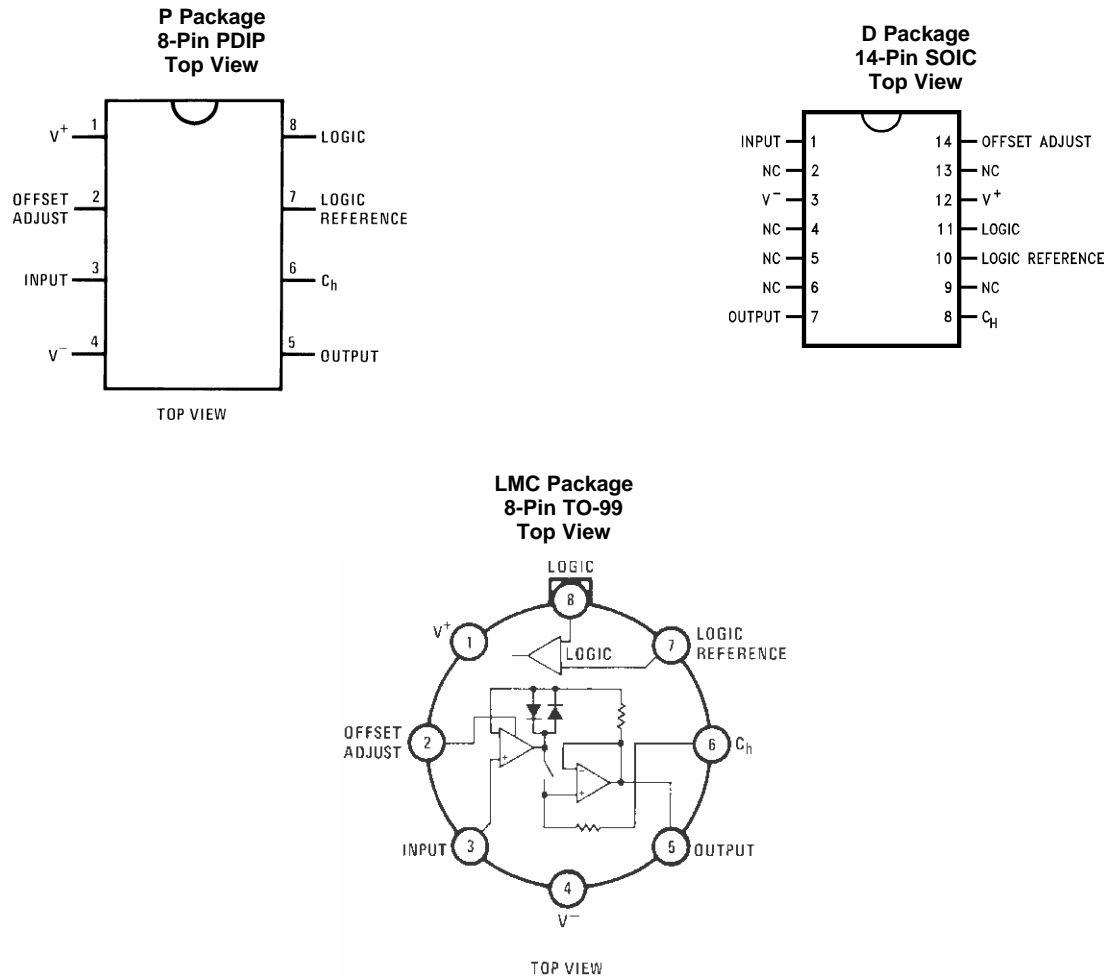 P Package
8-Pin PDIP
Top View
1
V+
8
LOGIC
OFFSET
ADJUST
2
7
LOGIC
REFERENCE
INPUT
3
6
Ch
V−
4
5
OUTPUT
TOP VIEW
D Package
14-Pin SOIC
Top View
INPUT 1 14 OFFSET ADJUST
NC 2 13 NC
V− 3 12 V+
NC 4 11 LOGIC
NC 5 10 LOGIC REFERENCE
NC 6 9 NC
OUTPUT 7 8 CH
LMC Package
8-Pin TO-99
Top View
LOGIC
8
V+
1
LOGIC
7
LOGIC
REFERENCE
OFFSET
ADJUST
2
6
Ch
INPUT
3
5
OUTPUT
4
V−
TOP VIEW